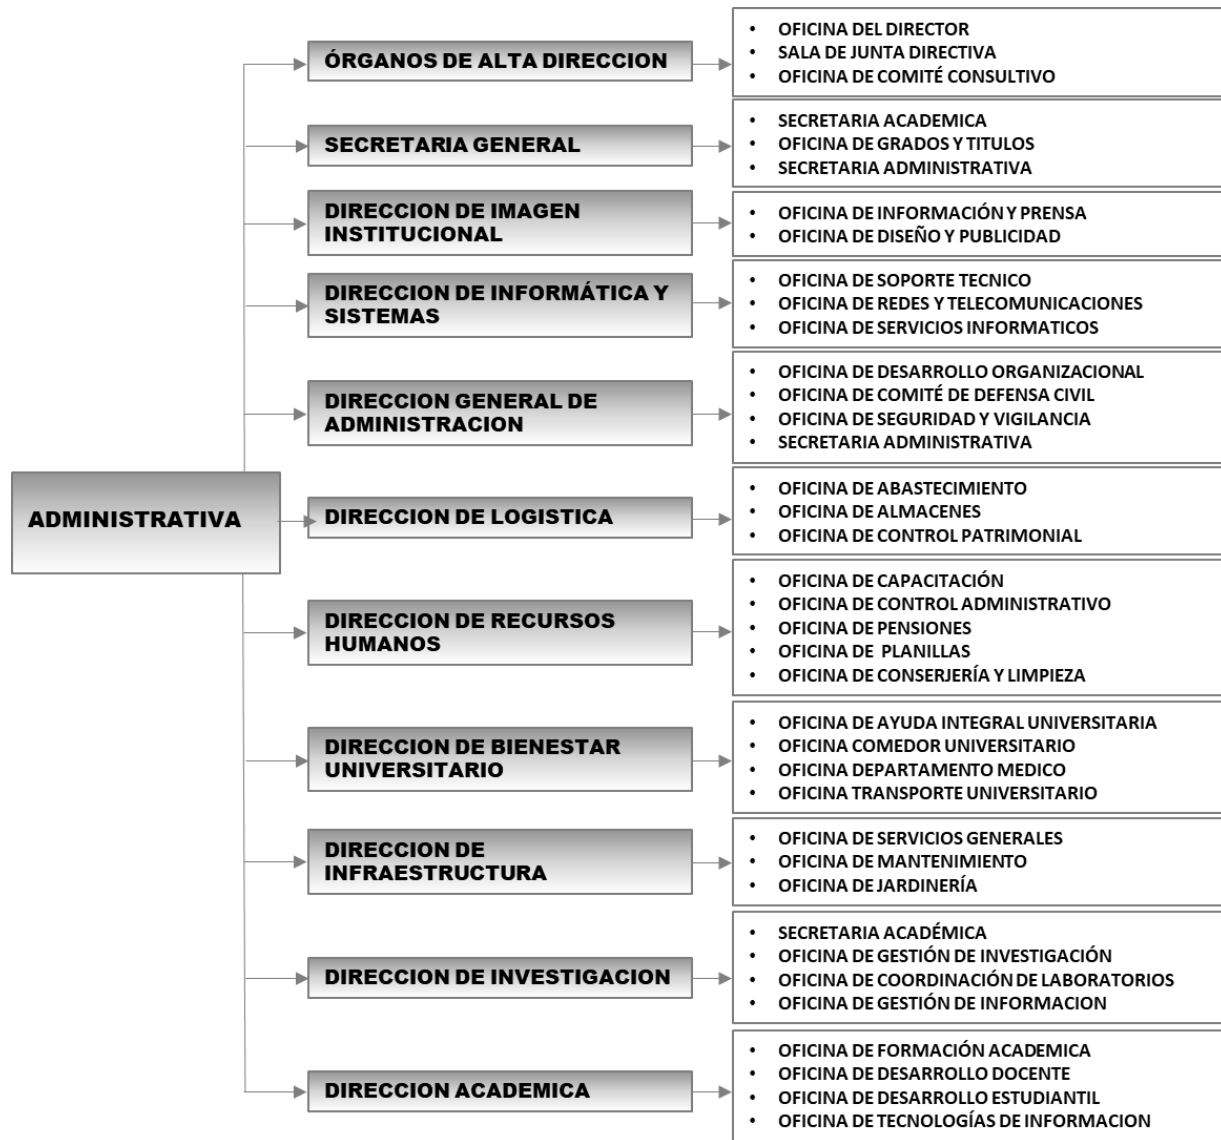 ADMINISTRATIVA
ÓRGANOS DE ALTA DIRECCION
• OFICINA DEL DIRECTOR
• SALA DE JUNTA DIRECTIVA
• OFICINA DE COMITÉ CONSULTIVO
SECRETARIA GENERAL
• SECRETARIA ACADEMICA
• OFICINA DE GRADOS Y TITULOS
• SECRETARIA ADMINISTRATIVA
DIRECCION DE IMAGEN
INSTITUCIONAL
• OFICINA DE INFORMACIÓN Y PRENSA
• OFICINA DE DISEÑO Y PUBLICIDAD
DIRECCION DE INFORMÁTICA Y
SISTEMAS
• OFICINA DE SOPORTE TECNICO
• OFICINA DE REDES Y TELECOMUNICACIONES
• OFICINA DE SERVICIOS INFORMATICOS
DIRECCION GENERAL DE
ADMINISTRACION
• OFICINA DE DESARROLLO ORGANIZACIONAL
• OFICINA DE COMITÉ DE DEFENSA CIVIL
• OFICINA DE SEGURIDAD Y VIGILANCIA
• SECRETARIA ADMINISTRATIVA
DIRECCION DE LOGISTICA
• OFICINA DE ABASTECIMIENTO
• OFICINA DE ALMACENES
• OFICINA DE CONTROL PATRIMONIAL
DIRECCION DE RECURSOS
HUMANOS
• OFICINA DE CAPACITACIÓN
• OFICINA DE CONTROL ADMINISTRATIVO
• OFICINA DE PENSIONES
• OFICINA DE PLANILLAS
• OFICINA DE CONSERJERÍA Y LIMPIEZA
DIRECCION DE BIENESTAR
UNIVERSITARIO
• OFICINA DE AYUDA INTEGRAL UNIVERSITARIA
• OFICINA COMEDOR UNIVERSITARIO
• OFICINA DEPARTAMENTO MEDICO
• OFICINA TRANSPORTE UNIVERSITARIO
DIRECCION DE
INFRAESTRUCTURA
• OFICINA DE SERVICIOS GENERALES
• OFICINA DE MANTENIMIENTO
• OFICINA DE JARDINERÍA
DIRECCION DE INVESTIGACION
• SECRETARIA ACADÉMICA
• OFICINA DE GESTIÓN DE INVESTIGACIÓN
• OFICINA DE COORDINACIÓN DE LABORATORIOS
• OFICINA DE GESTIÓN DE INFORMACION
DIRECCION ACADEMICA
• OFICINA DE FORMACIÓN ACADEMICA
• OFICINA DE DESARROLLO DOCENTE
• OFICINA DE DESARROLLO ESTUDIANTIL
• OFICINA DE TECNOLOGÍAS DE INFORMACION